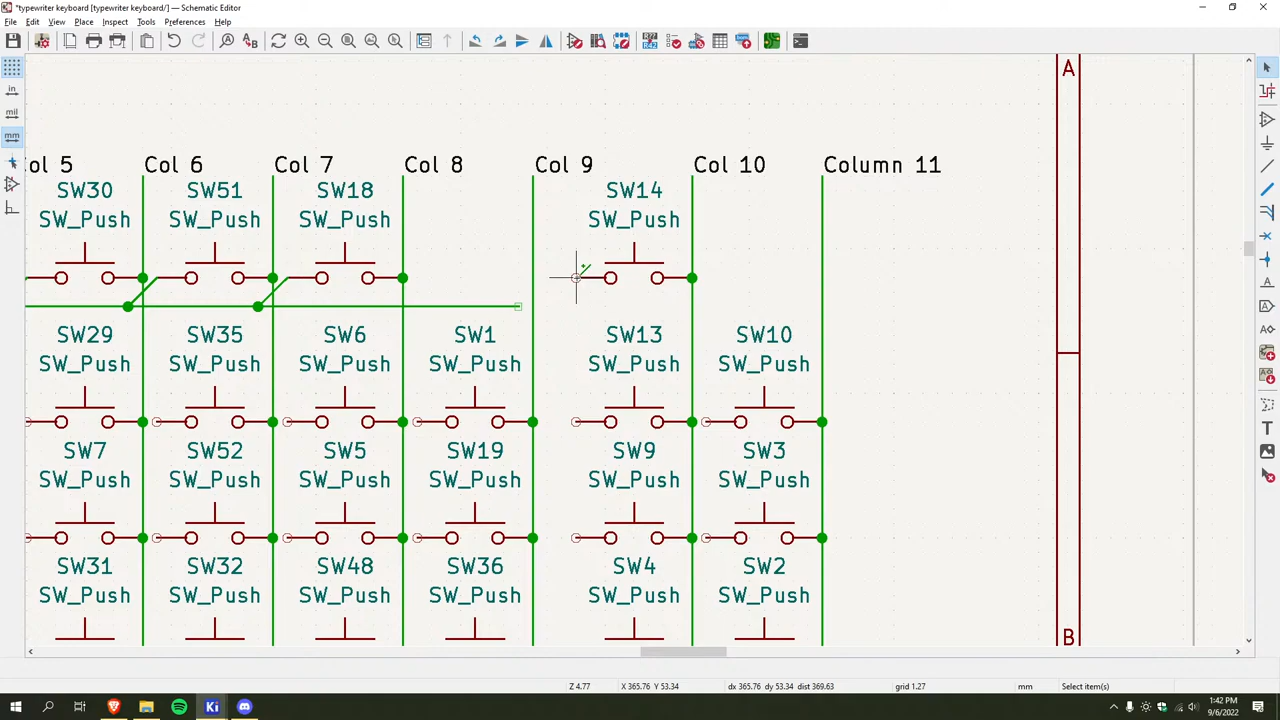 *typewriter keyboard [typewriter keyboard/] — Schematic Editor
File Edit View Place Inspect Tools Preferences Help
in
mil
mm
A
Col 5 Col 6 Col 7 Col 8 Col 9 Col 10 Column 11
SW30 SW51 SW18 SW14
SW_Push SW_Push SW_Push SW_Push
SW29 SW35 SW6 SW1 SW13 SW10
SW_Push SW_Push SW_Push SW_Push SW_Push SW_Push
SW7 SW52 SW5 SW19 SW9 SW3
SW_Push SW_Push SW_Push SW_Push SW_Push SW_Push
SW31 SW32 SW48 SW36 SW4 SW2
SW_Push SW_Push SW_Push SW_Push SW_Push SW_Push
B
Z 4.77 X 365.76 Y 53.34 dx 365.76 dy 53.34 dist 369.63 grid 1.27 mm Select item(s)
Ki
1:42 PM
9/6/2022